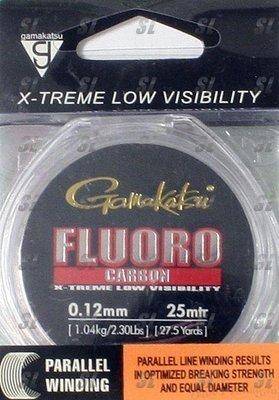 gamakatsu
X-TREME LOW VISIBILITY
Gamakatsu
FLUORO
CARBON
X-TREME LOW VISIBILITY
0.12mm 25mtr
[ 1.04kg/2.30Lbs ] [ 27.5 Yards ]
PARALLEL
WINDING
PARALLEL LINE WINDING RESULTS
IN OPTIMIZED BREAKING STRENGTH
AND EQUAL DIAMETER